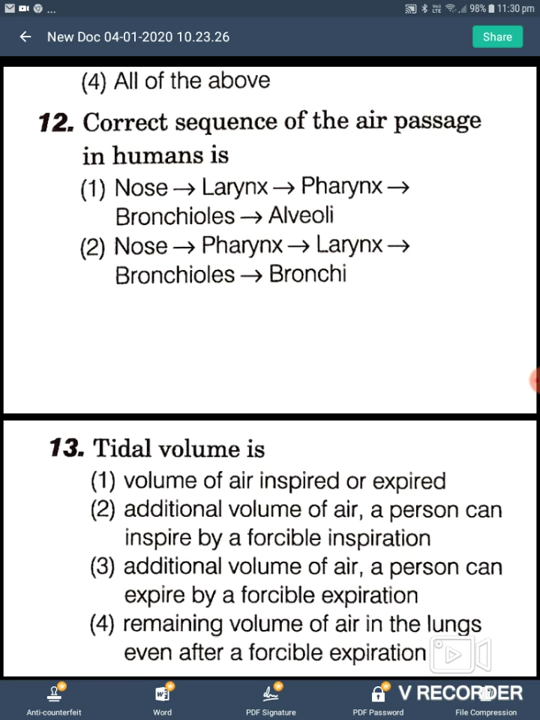 ... 98% 11:30 pm
← New Doc 04-01-2020 10.23.26 Share
(4) All of the above
12. Correct sequence of the air passage
in humans is
(1) Nose → Larynx → Pharynx →
Bronchioles → Alveoli
(2) Nose → Pharynx → Larynx →
Bronchioles → Bronchi
13. Tidal volume is
(1) volume of air inspired or expired
(2) additional volume of air, a person can
inspire by a forcible inspiration
(3) additional volume of air, a person can
expire by a forcible expiration
(4) remaining volume of air in the lungs
even after a forcible expiration
V RECORDER
Anti-counterfeit Word PDF Signature PDF Password File Compression